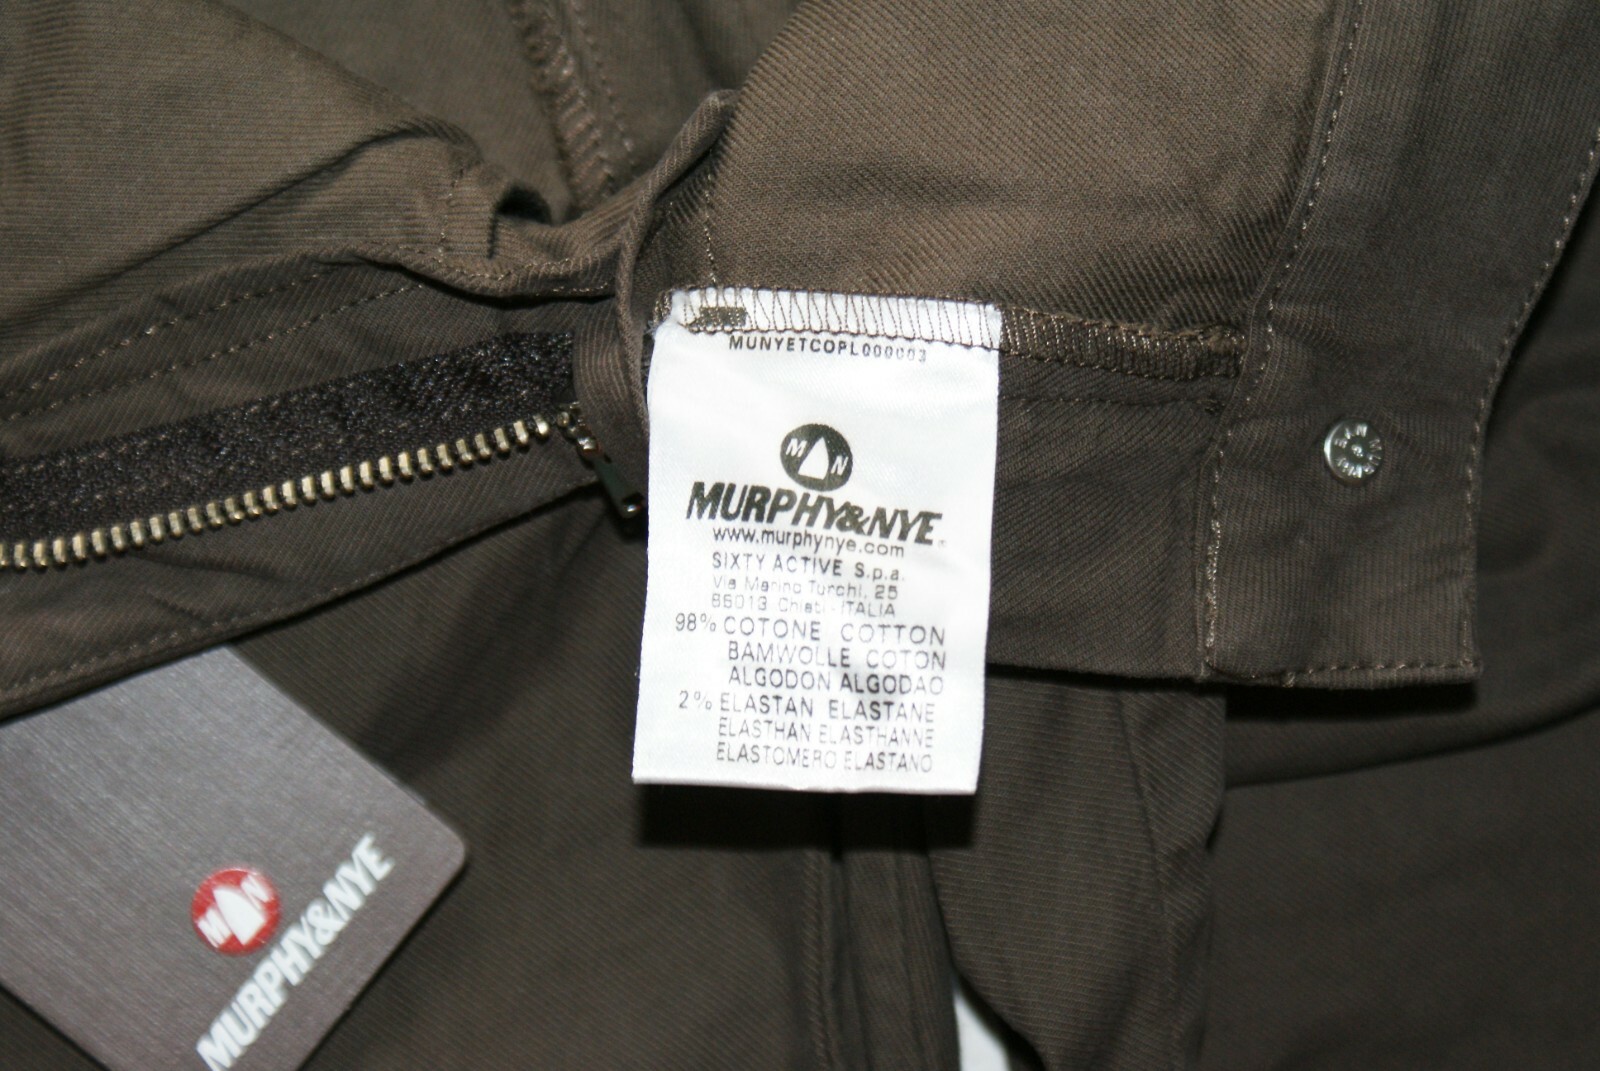 MUNYETCOPL000003
M N
MURPHY&NYE
www.murphynye.com
SIXTY ACTIVE S.p.a.
Via Marino Turchi, 25
66013 Chieti - ITALIA
98% COTONE COTTON
BAMWOLLE COTON
ALGODON ALGODAO
2% ELASTAN ELASTANE
ELASTHAN ELASTHANNE
ELASTOMERO ELASTANO
M N
MURPHY&NYE